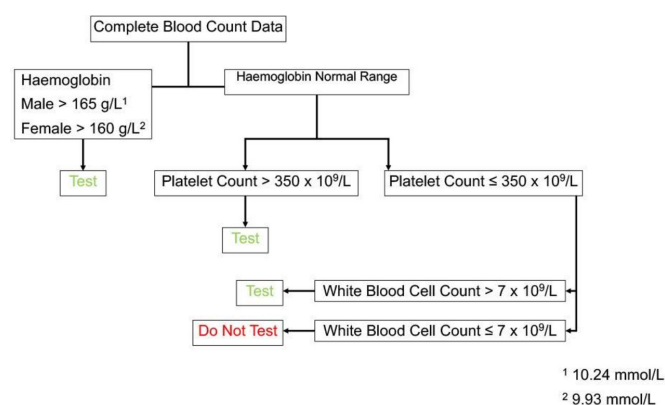 Complete Blood Count Data
Haemoglobin
Male > 165 g/L¹
Female > 160 g/L²
Haemoglobin Normal Range
Test
Platelet Count > 350 x 10⁹/L
Platelet Count ≤ 350 x 10⁹/L
Test
Test
White Blood Cell Count > 7 x 10⁹/L
Do Not Test
White Blood Cell Count ≤ 7 x 10⁹/L
¹ 10.24 mmol/L
² 9.93 mmol/L